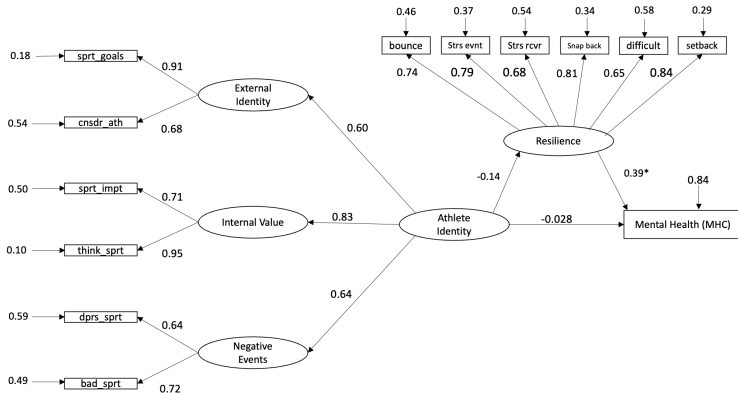 0.46 0.37 0.54 0.34 0.58 0.29
bounce Strs evnt Strs rcvr Snap back difficult setback
0.74 0.79 0.68 0.81 0.65 0.84
0.18 sprt_goals
0.91
External
Identity
0.54 cnsdr_ath
0.68
0.60
Resilience
-0.14
0.39*
0.84
0.50 sprt_impt
0.71
Internal Value
0.83
Athlete
Identity
-0.028
Mental Health (MHC)
0.10 think_sprt
0.95
0.64
0.59 dprs_sprt
0.64
Negative
Events
0.49 bad_sprt
0.72